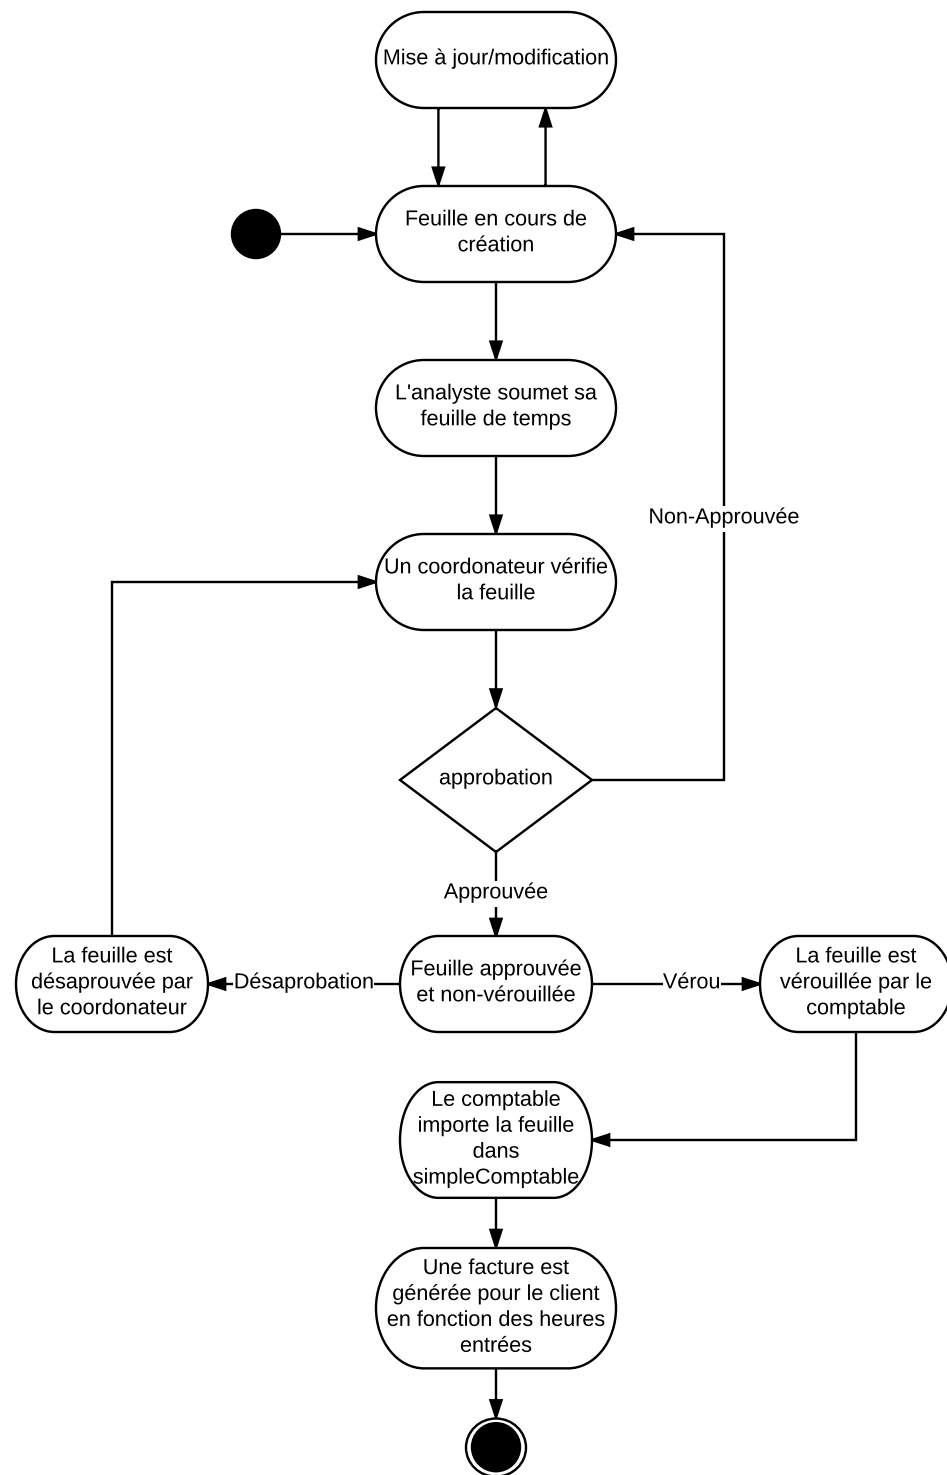 Mise à jour/modification
Feuille en cours de
création
L'analyste soumet sa
feuille de temps
Non-Approuvée
Un coordonateur vérifie
la feuille
approbation
Approuvée
La feuille est
désaprouvée par
le coordonateur
Désaprobation
Feuille approuvée
et non-vérouillée
Vérou
La feuille est
vérouillée par le
comptable
Le comptable
importe la feuille
dans
simpleComptable
Une facture est
générée pour le client
en fonction des heures
entrées